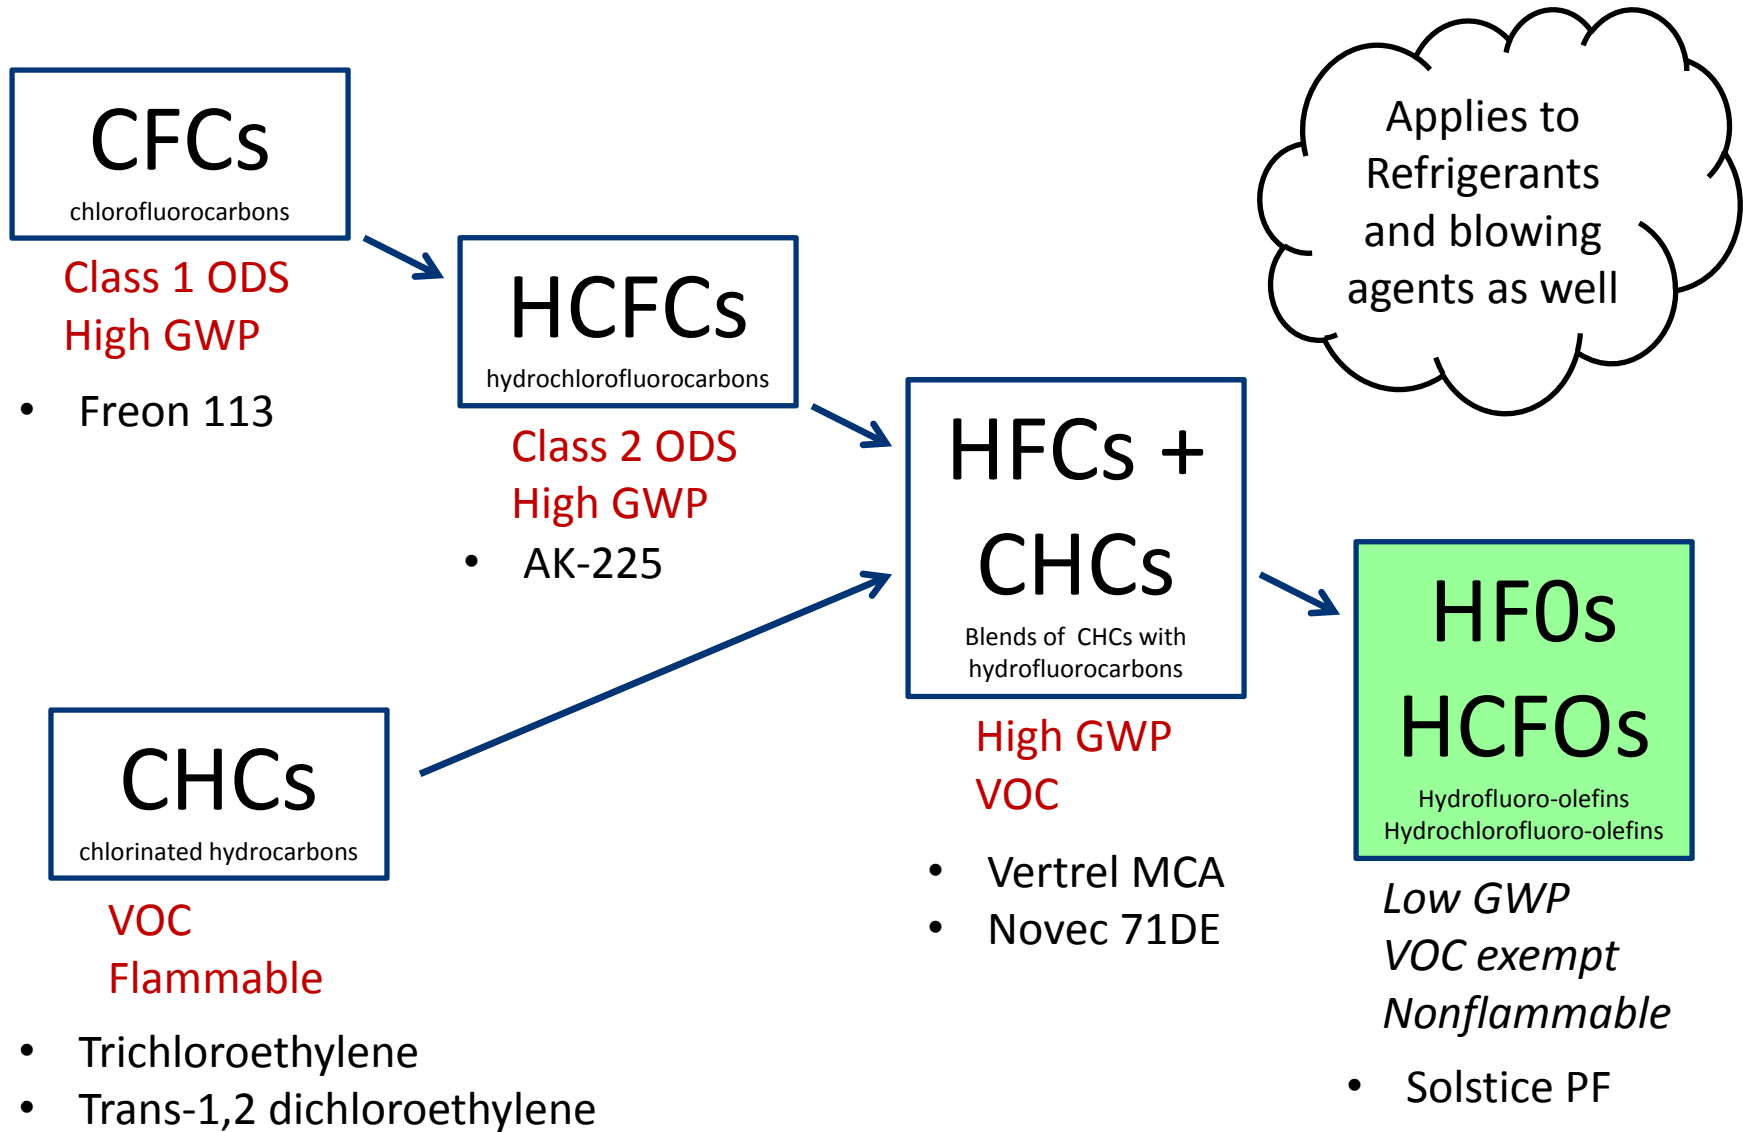 CFCs
chlorofluorocarbons
Class 1 ODS
High GWP
• Freon 113
HCFCs
hydrochlorofluorocarbons
Class 2 ODS
High GWP
• AK-225
CHCs
chlorinated hydrocarbons
VOC
Flammable
• Trichloroethylene
• Trans-1,2 dichloroethylene
HFCs +
CHCs
Blends of CHCs with
hydrofluorocarbons
High GWP
VOC
• Vertrel MCA
• Novec 71DE
Applies to
Refrigerants
and blowing
agents as well
HF0s
HCFOs
Hydrofluoro-olefins
Hydrochlorofluoro-olefins
Low GWP
VOC exempt
Nonflammable
• Solstice PF